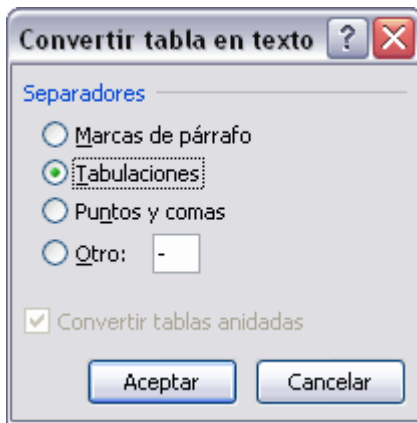 Convertir tabla en texto ?
Separadores
Marcas de párrafo
Tabulaciones
Puntos y comas
Otro: -
Convertir tablas anidadas
Aceptar Cancelar